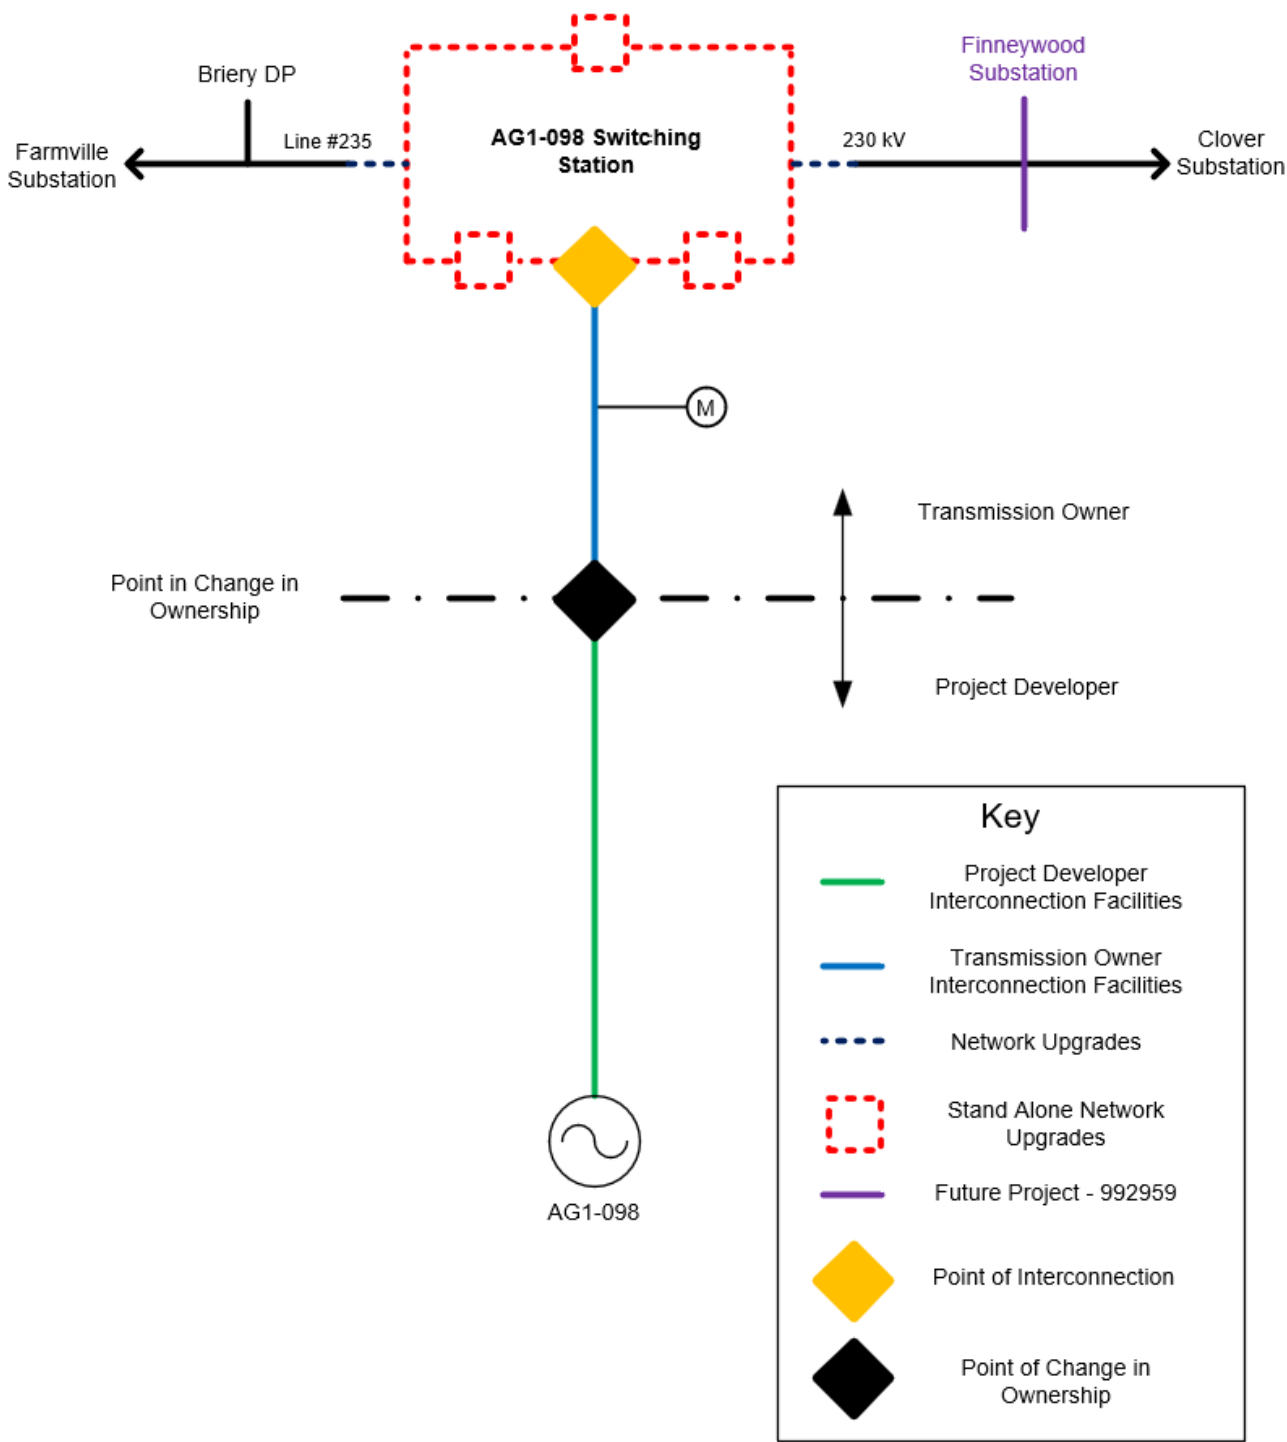 Finneywood
Substation
Briery DP
Line #235
AG1-098 Switching
Station
230 kV
Farmville
Substation
Clover
Substation
M
Transmission Owner
Point in Change in
Ownership
Project Developer
Key
Project Developer
Interconnection Facilities
Transmission Owner
Interconnection Facilities
Network Upgrades
Stand Alone Network
Upgrades
Future Project - 992959
Point of Interconnection
Point of Change in
Ownership
AG1-098